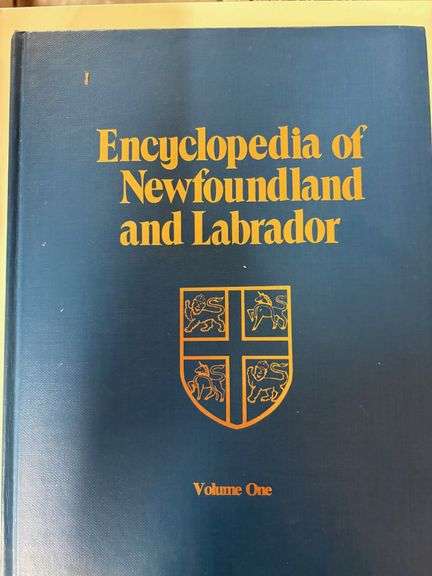 Encyclopedia of
Newfoundland
and Labrador
Volume One